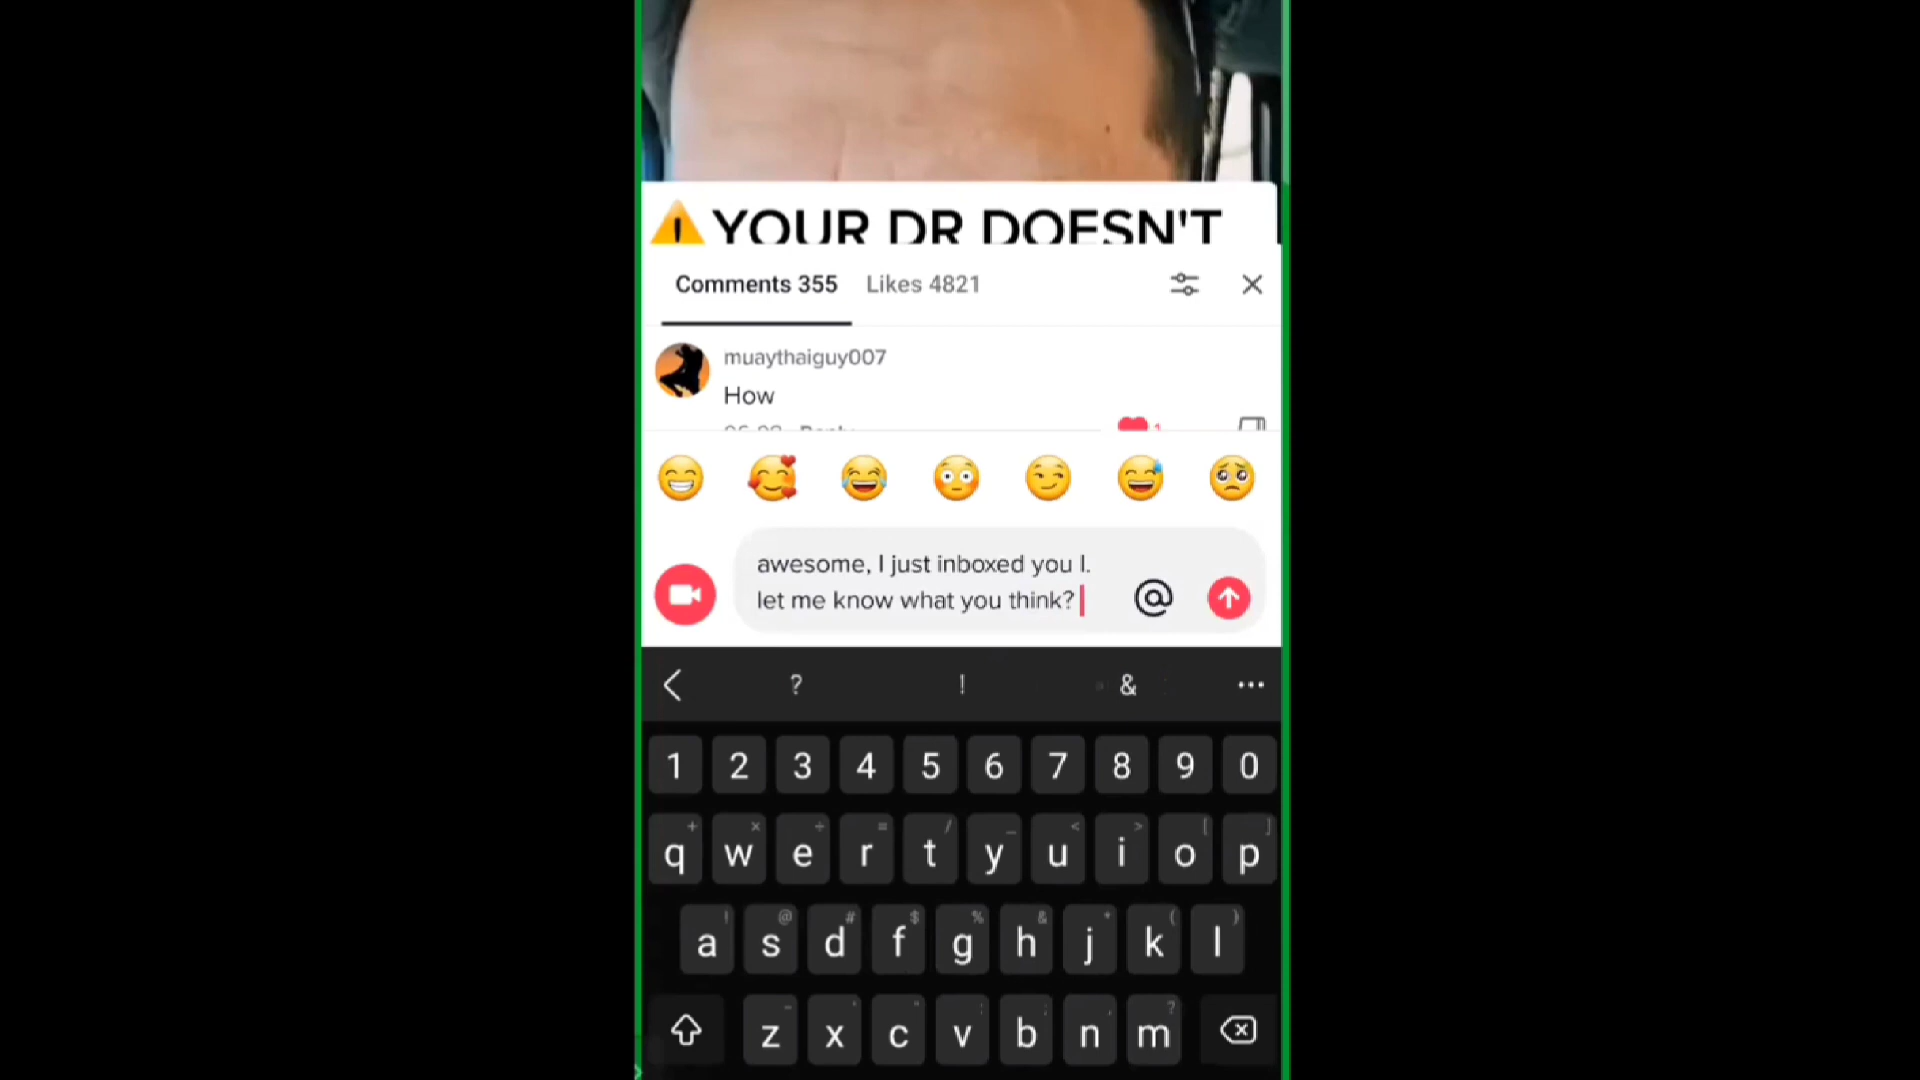 ⚠YOUR DR DOESN'T
Comments 355 Likes 4821
muaythaiguy007
How
awesome, I just inboxed you I.
let me know what you think?
@
? ! & ...
1 2 3 4 5 6 7 8 9 0
q w e r t y u i o p
a s d f g h j k l
z x c v b n m